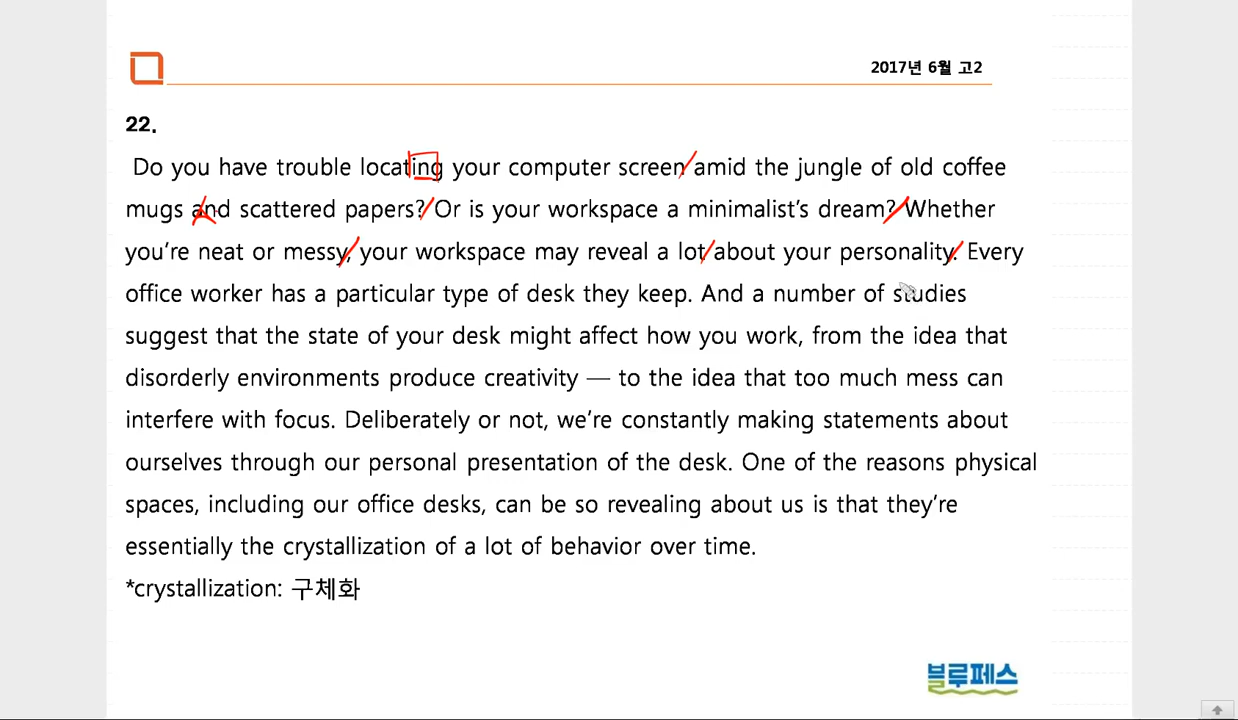 2017년 6월 고2
22.
Do you have trouble locating your computer screen amid the jungle of old coffee
mugs and scattered papers? Or is your workspace a minimalist's dream? Whether
you're neat or messy, your workspace may reveal a lot about your personality. Every
office worker has a particular type of desk they keep. And a number of studies
suggest that the state of your desk might affect how you work, from the idea that
disorderly environments produce creativity — to the idea that too much mess can
interfere with focus. Deliberately or not, we're constantly making statements about
ourselves through our personal presentation of the desk. One of the reasons physical
spaces, including our office desks, can be so revealing about us is that they're
essentially the crystallization of a lot of behavior over time.
*crystallization: 구체화
블루페스